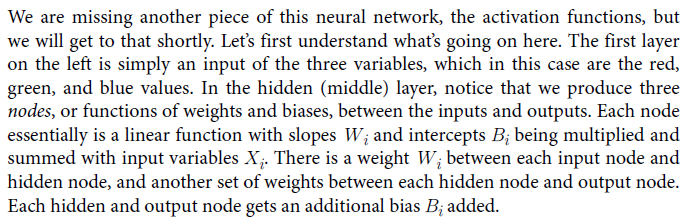 We are missing another piece of this neural network, the activation functions, but
we will get to that shortly. Let’s first understand what’s going on here. The first layer
on the left is simply an input of the three variables, which in this case are the red,
green, and blue values. In the hidden (middle) layer, notice that we produce three
nodes, or functions of weights and biases, between the inputs and outputs. Each node
essentially is a linear function with slopes Wᵢ and intercepts Bᵢ being multiplied and
summed with input variables Xᵢ. There is a weight Wᵢ between each input node and
hidden node, and another set of weights between each hidden node and output node.
Each hidden and output node gets an additional bias Bᵢ added.